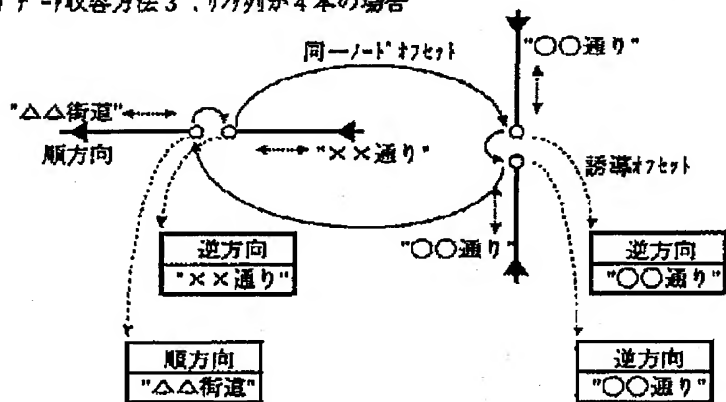 データ収容方法3,リンク列が4本の場合
同一ノードオフセット
"○○通り"
"△△街道"
順方向
"××通り"
誘導オフセット
"○○通り"
逆方向
"××通り"
逆方向
"○○通り"
順方向
"△△街道"
逆方向
"○○通り"